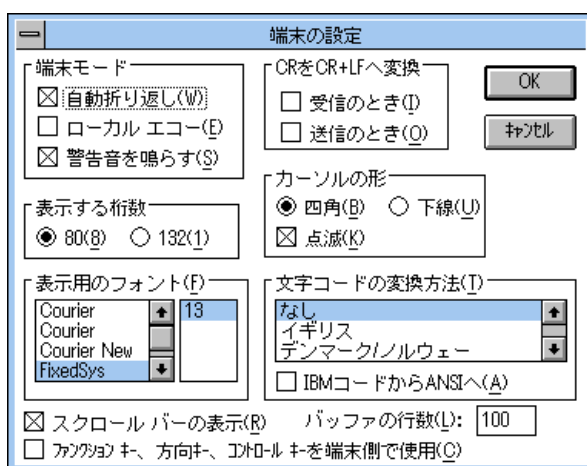 端末の設定
端末モード
自動折り返し(W)
ローカル エコー(E)
警告音を鳴らす(S)
CRをCR+LFへ変換
受信のとき(I)
送信のとき(O)
OK
ｷｬﾝｾﾙ
表示する桁数
80(8) 132(1)
カーソルの形
四角(B) 下線(U)
点滅(K)
表示用のフォント(F)
Courier
Courier
Courier New
FixedSys
13
文字コードの変換方法(T)
なし
イギリス
デンマーク/ノルウェー
IBMコードからANSIへ(A)
スクロール バーの表示(R) バッファの行数(L): 100
ﾌｧﾝｸｼｮﾝ ｷｰ、方向ｷｰ、ｺﾝﾄﾛｰﾙ ｷｰを端末側で使用(C)